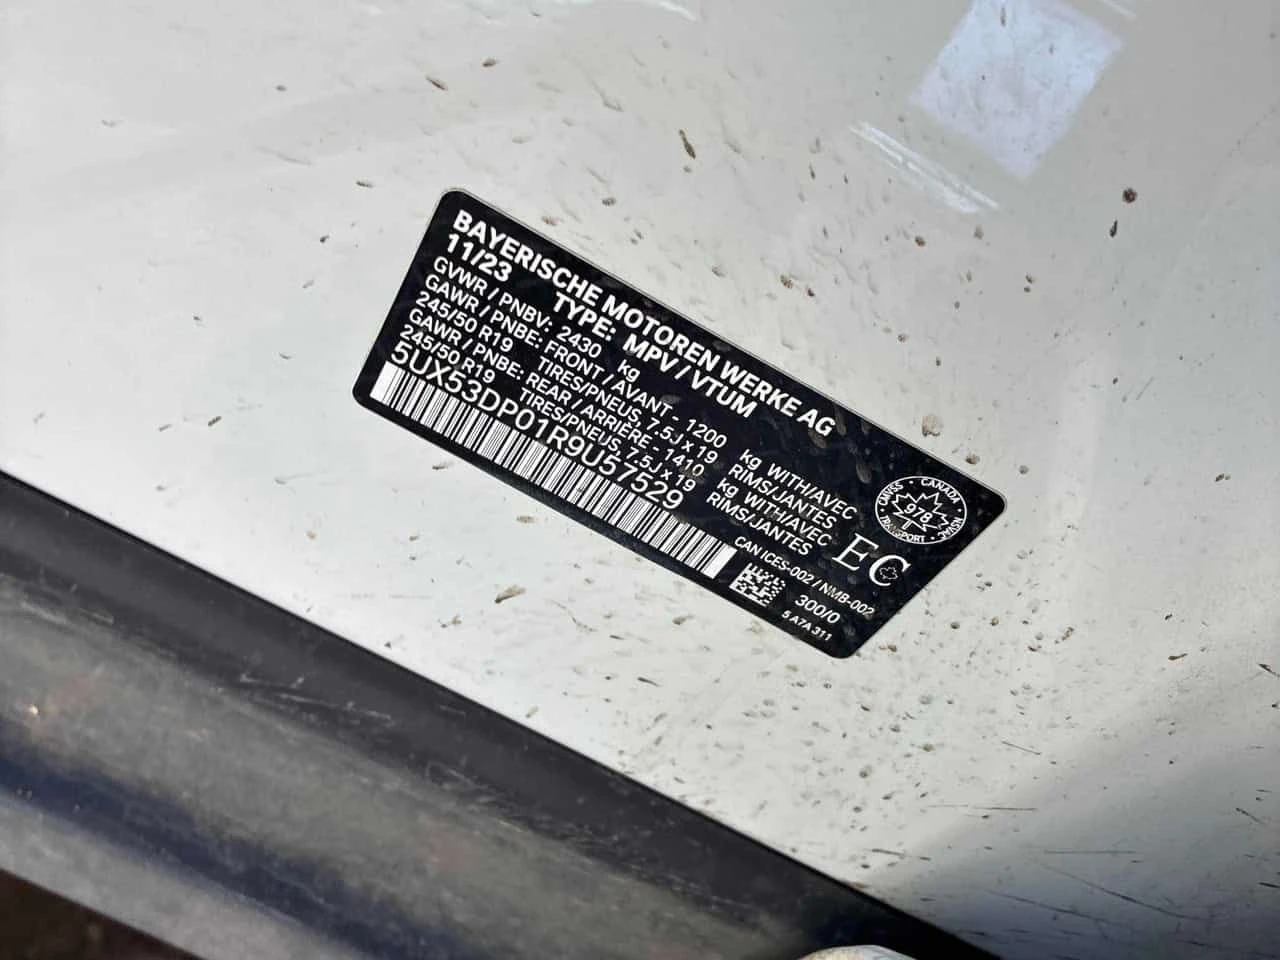 BAYERISCHE MOTOREN WERKE AG
11/23 TYPE: MPV / VTUM
GVWR / PNBV: 2430 kg
GAWR / PNBE: FRONT / AVANT - 1200 kg WITH/AVEC
245/50 R19 TIRES/PNEUS, 7.5J x 19 RIMS/JANTES
GAWR / PNBE: REAR / ARRIÈRE - 1410 kg WITH/AVEC
245/50 R19 TIRES/PNEUS, 7.5J x 19 RIMS/JANTES
5UX53DP01R9U57529
CANADA
CMVSS NSVAC
978
TRANSPORT
EC
CAN ICES-002 / NMB-002
300/0
5 A7A 311